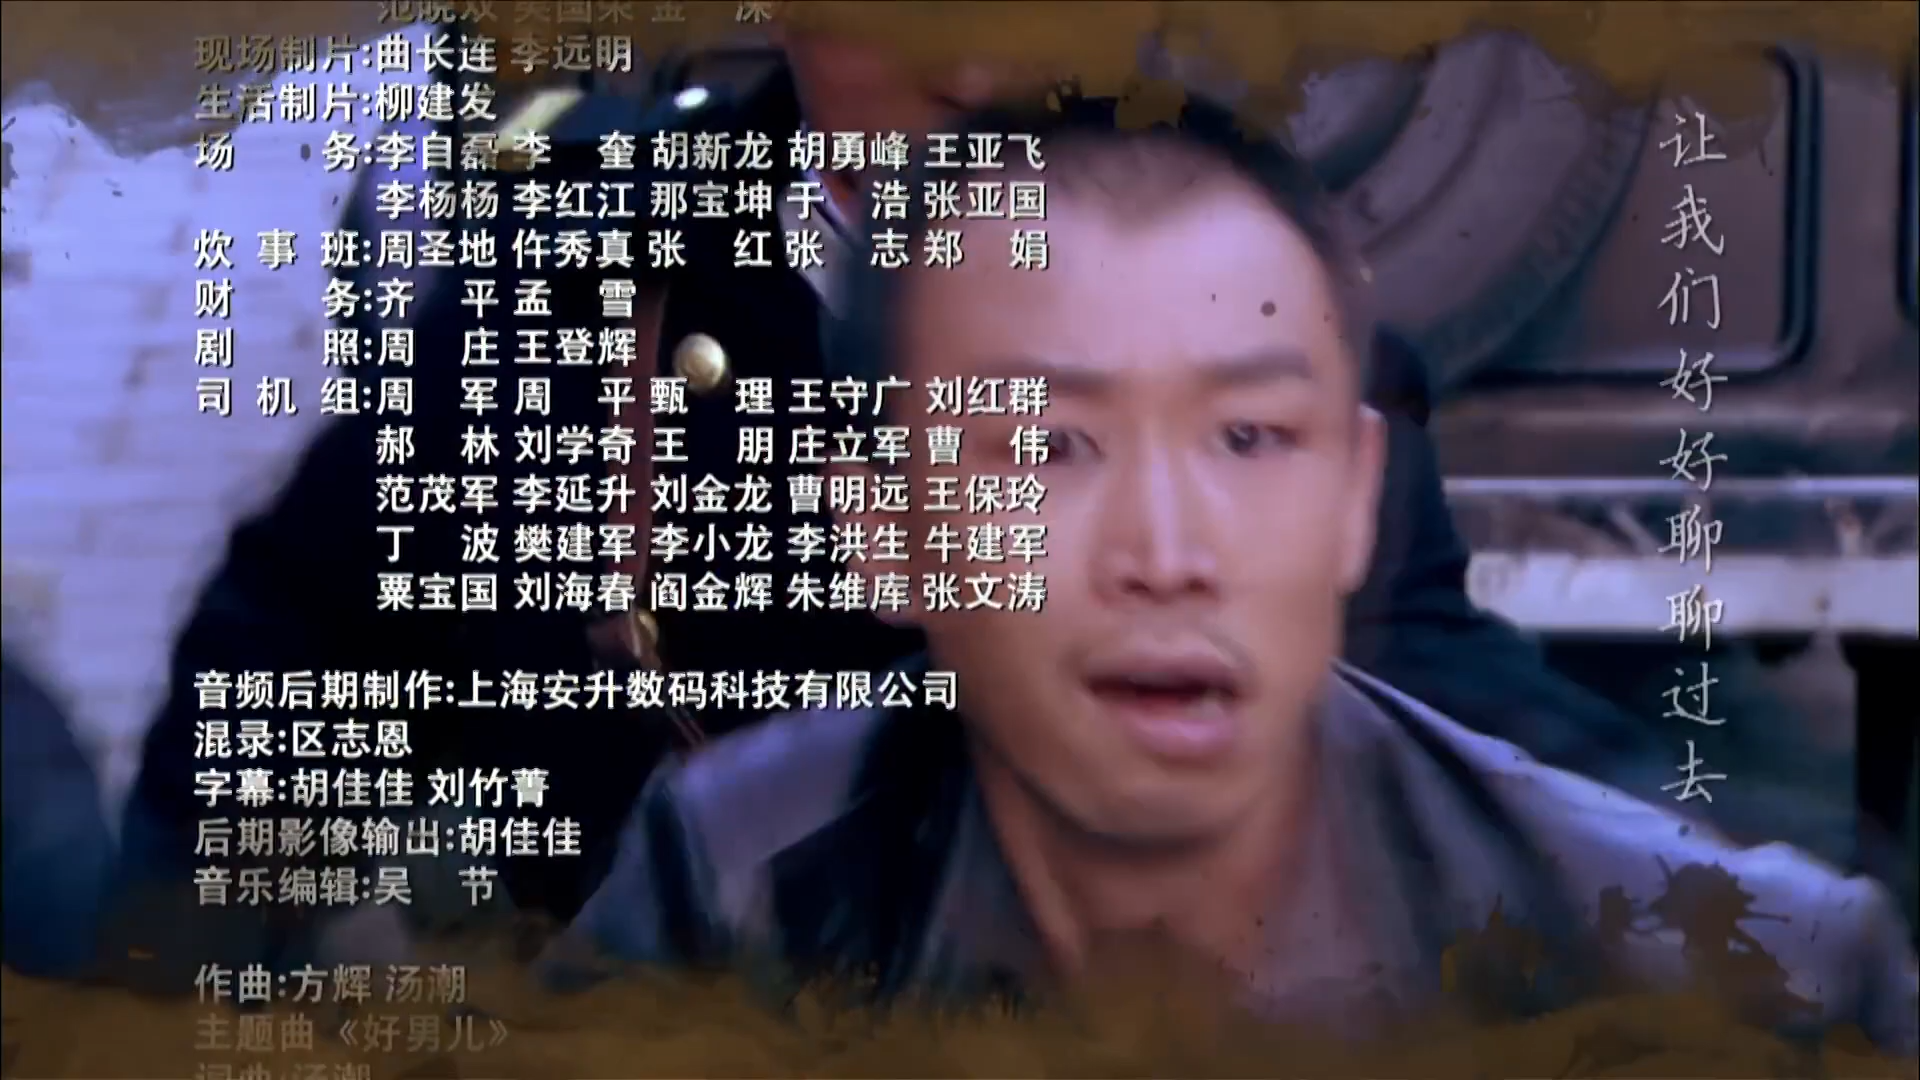 现场制片:曲长连 李远明
生活制片:柳建发
场 务:李自磊 李 奎 胡新龙 胡勇峰 王亚飞
李杨杨 李红江 那宝坤 于 浩 张亚国
炊 事 班:周圣地 仵秀真 张 红 张 志 郑 娟
财 务:齐 平 孟 雪
剧 照:周 庄 王登辉
司 机 组:周 军 周 平 甄 理 王守广 刘红群
郝 林 刘学奇 王 朋 庄立军 曹 伟
范茂军 李延升 刘金龙 曹明远 王保玲
丁 波 樊建军 李小龙 李洪生 牛建军
粟宝国 刘海春 阎金辉 朱维库 张文涛
音频后期制作:上海安升数码科技有限公司
混录:区志恩
字幕:胡佳佳 刘竹菁
后期影像输出:胡佳佳
音乐编辑:吴 节
作曲:方辉 汤潮
主题曲《好男儿》
词曲:汤潮
让我们好好聊聊过去